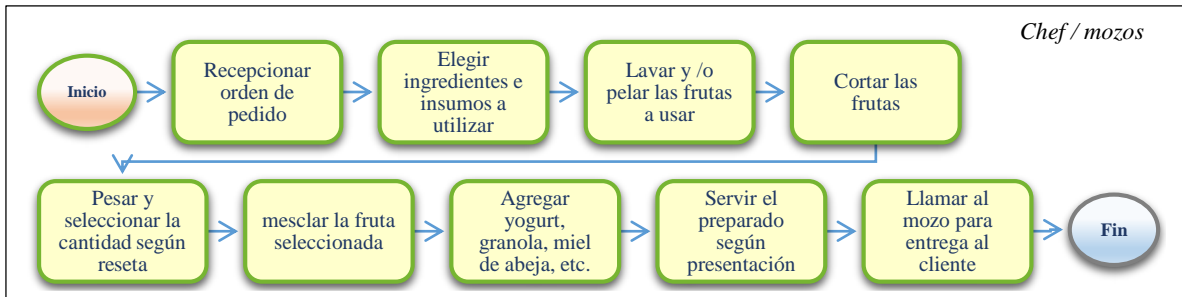 Chef / mozos
Inicio
Recepcionar
orden de
pedido
Elegir
ingredientes e
insumos a
utilizar
Lavar y /o
pelar las frutas
a usar
Cortar las
frutas
Pesar y
seleccionar la
cantidad según
reseta
mesclar la fruta
seleccionada
Agregar
yogurt,
granola, miel
de abeja, etc.
Servir el
preparado
según
presentación
Llamar al
mozo para
entrega al
cliente
Fin